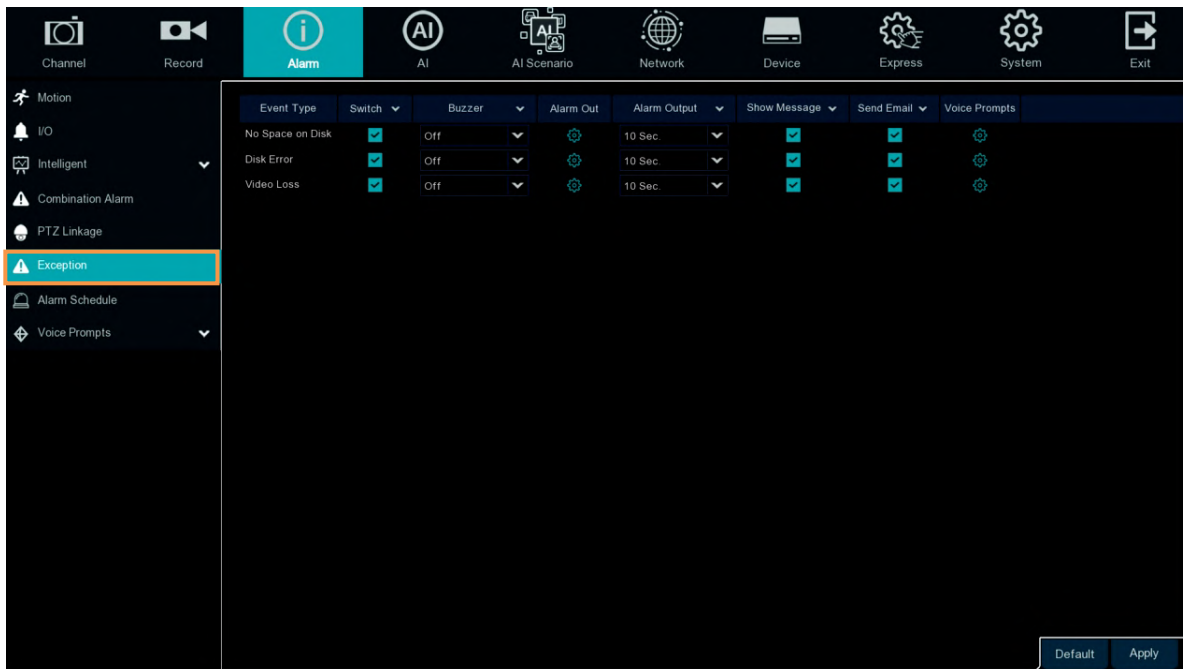 Channel Record Alarm AI AI Scenario Network Device Express System Exit
Motion
I/O
Intelligent
Combination Alarm
PTZ Linkage
Exception
Alarm Schedule
Voice Prompts
Event Type Switch Buzzer Alarm Out Alarm Output Show Message Send Email Voice Prompts
No Space on Disk Off 10 Sec.
Disk Error Off 10 Sec.
Video Loss Off 10 Sec.
Default Apply